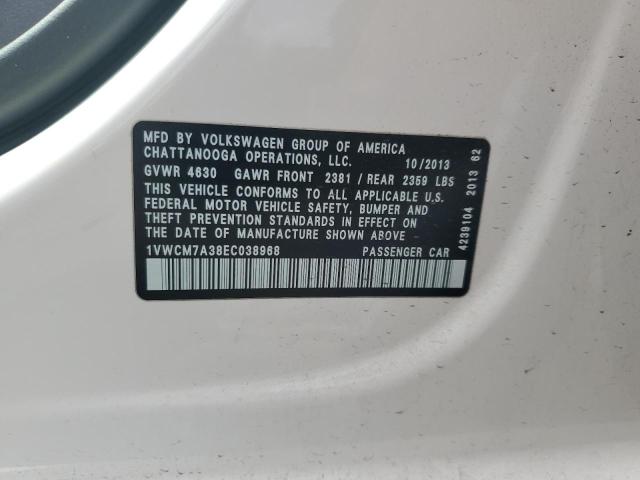 MFD BY VOLKSWAGEN GROUP OF AMERICA
CHATTANOOGA OPERATIONS, LLC. 10/2013
GVWR 4630 GAWR FRONT 2381 / REAR 2359 LBS
THIS VEHICLE CONFORMS TO ALL APPLICABLE U.S.
FEDERAL MOTOR VEHICLE SAFETY, BUMPER AND
THEFT PREVENTION STANDARDS IN EFFECT ON
THE DATE OF MANUFACTURE SHOWN ABOVE.
1VWCM7A38EC038968 PASSENGER CAR
4239104 2013 62